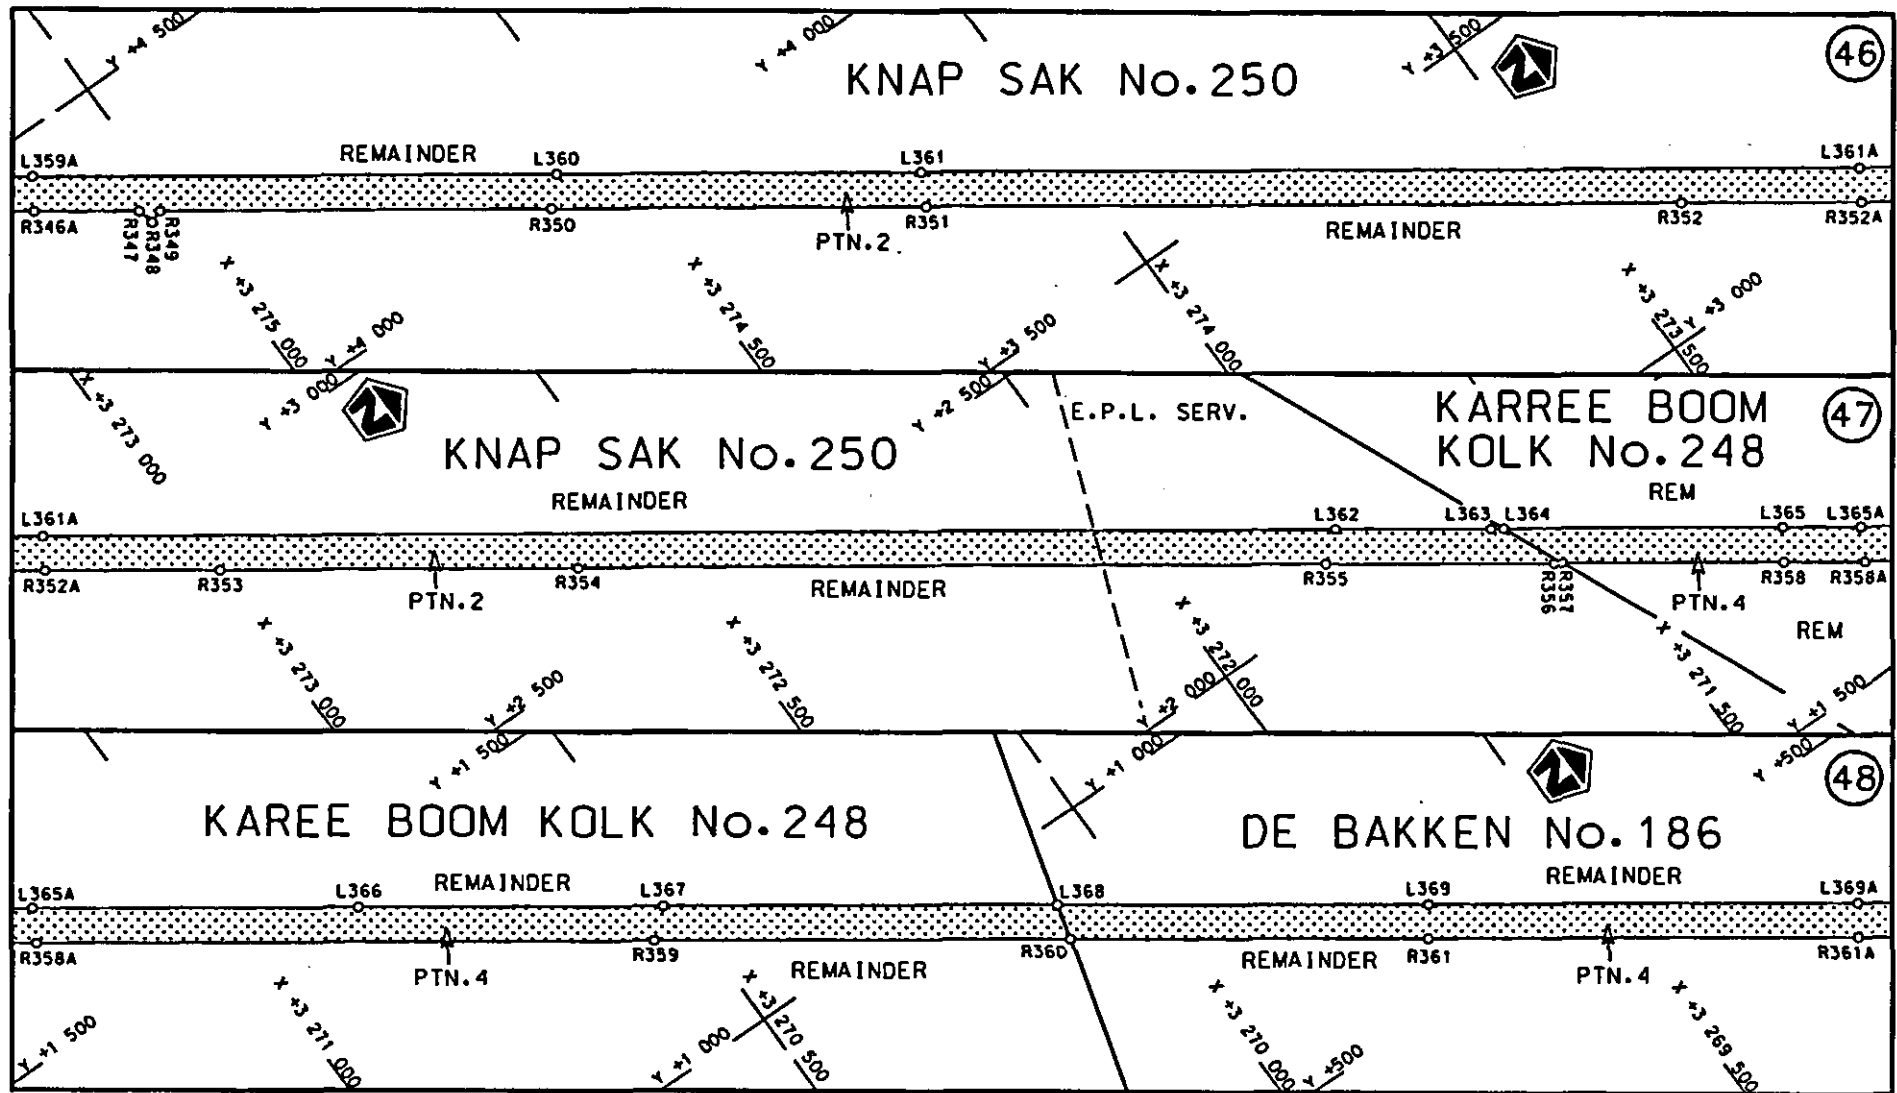 Y +4 500
Y +4 000
Y +3 500
46
KNAP SAK No.250
L359A
REMAINDER
L360
L361
L361A
R346A
R347
R348
R349
R350
PTN.2
R351
REMAINDER
R352
R352A
X +3 275 000
Y +4 000
X +3 274 500
Y +3 500
X +3 274 000
X +3 273 500
Y +3 000
X +3 273 000
Y +3 000
Y +2 500
E.P.L. SERV.
KARREE BOOM
KOLK No.248
47
KNAP SAK No.250
REMAINDER
REM
L361A
L362
L363
L364
L365
L365A
R352A
R353
PTN.2
R354
REMAINDER
R355
R356
R357
PTN.4
R358
R358A
REM
X +3 273 000
Y +2 500
X +3 272 500
Y +2 000
X +3 272 000
X +3 271 500
Y +1 500
Y +1 500
Y +1 000
Y +500
48
KAREE BOOM KOLK No.248
DE BAKKEN No.186
L365A
L366
REMAINDER
L367
L368
L369
REMAINDER
L369A
R358A
PTN.4
R359
REMAINDER
R360
REMAINDER
R361
PTN.4
R361A
Y +1 500
X +3 271 000
Y +1 000
X +3 270 500
X +3 270 000
Y +500
X +3 269 500